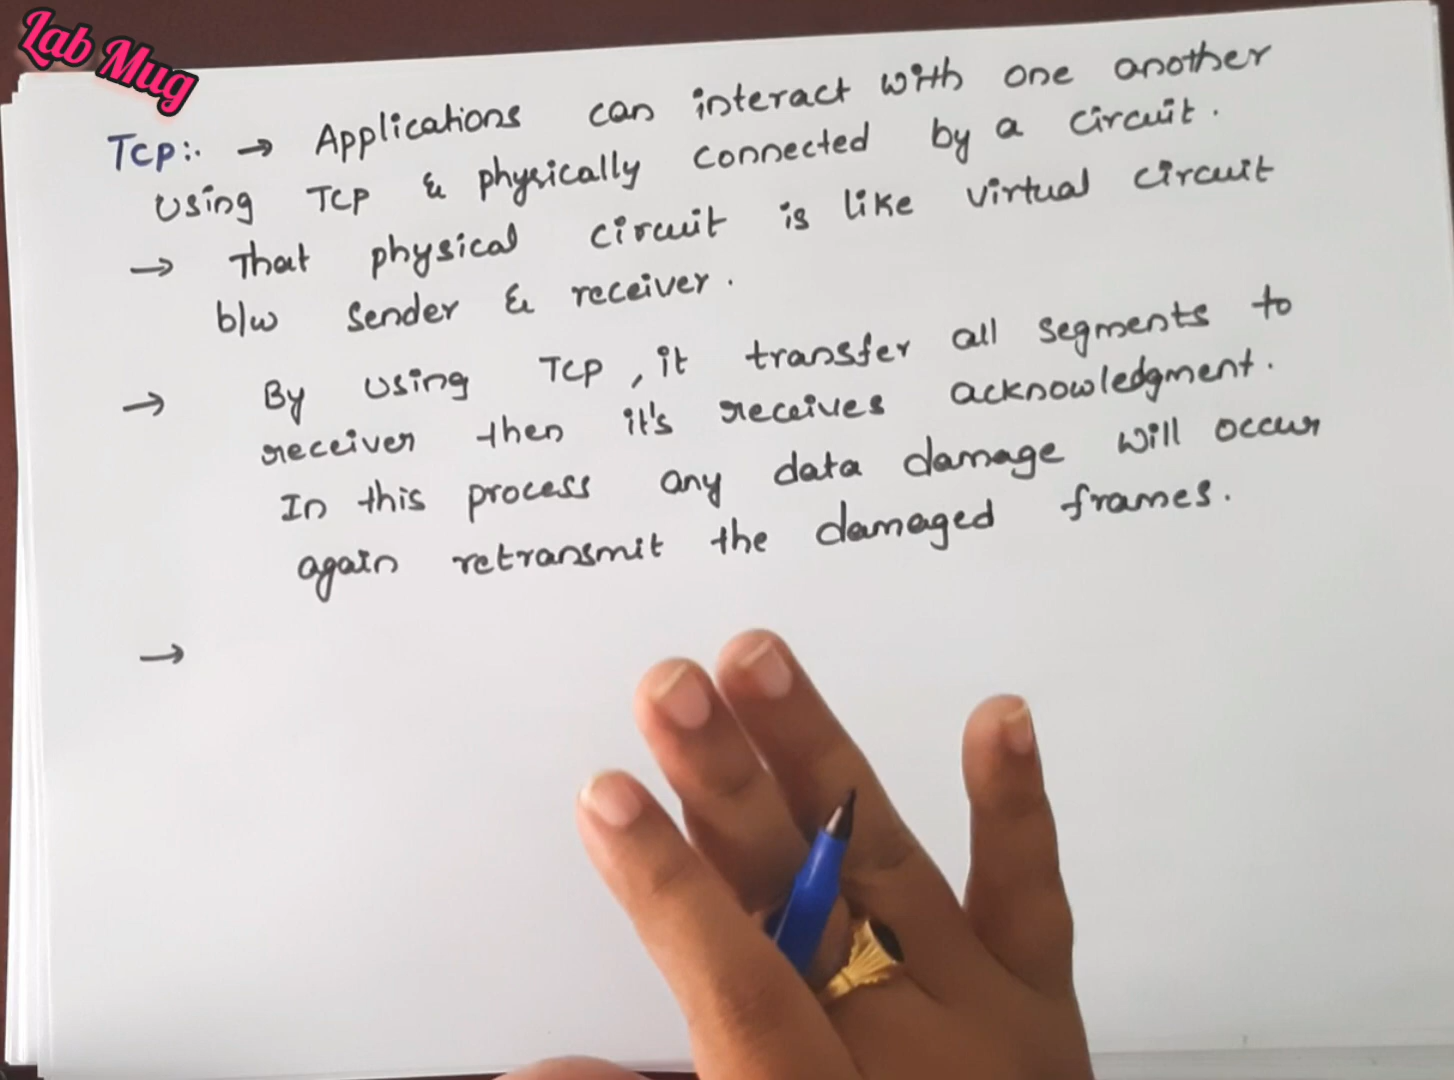 Lab Mug
TCP:. → Applications can interact with one another
Using TCP & physically connected by a circuit.
→ That physical circuit is like virtual circuit
b/w Sender & receiver.
→ By Using TCP, it transfer all segments to
receiver then it's receives acknowledgment.
In this process any data damage will occur
again retransmit the damaged frames.
→